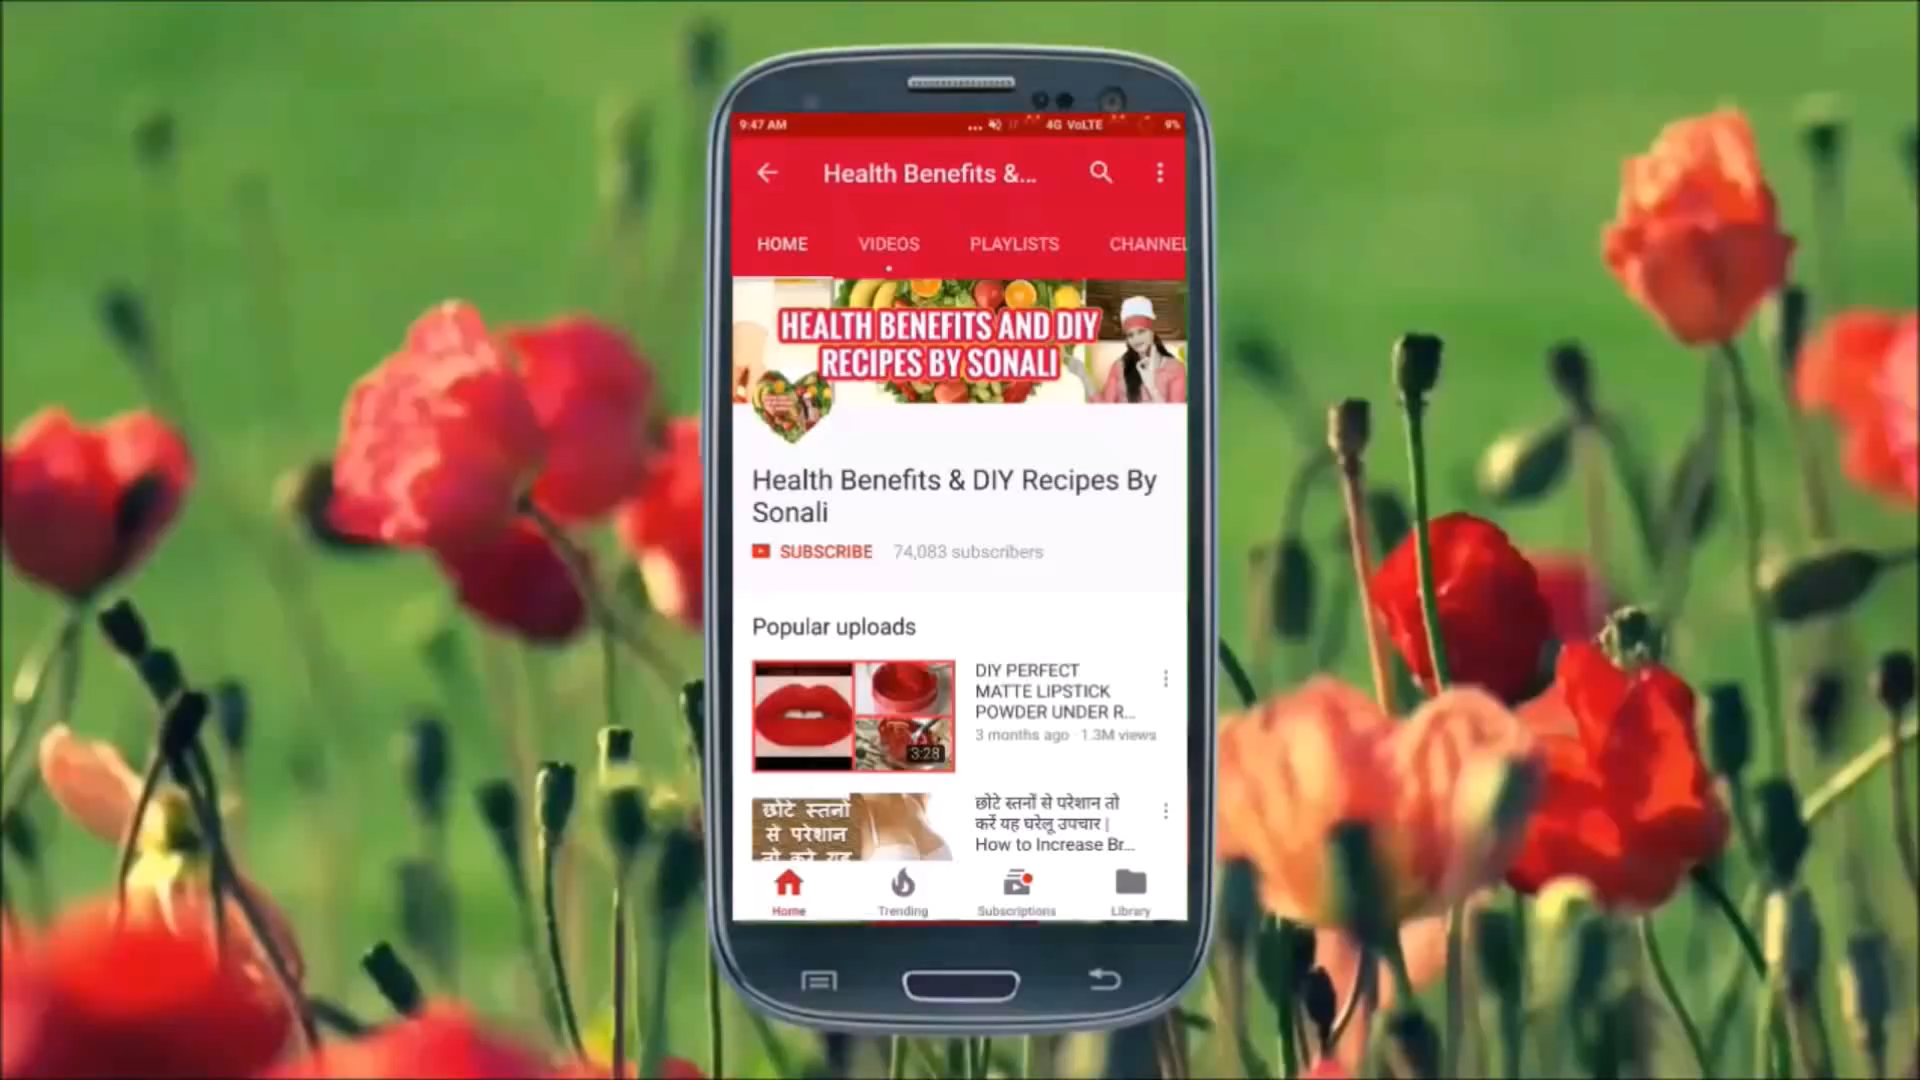 9:47 AM
4G VoLTE
9%
Health Benefits &...
HOME
VIDEOS
PLAYLISTS
CHANNEL
HEALTH BENEFITS AND DIY
RECIPES BY SONALI
Health Benefits & DIY Recipes By
Sonali
SUBSCRIBE 74,083 subscribers
Popular uploads
3:28
DIY PERFECT
MATTE LIPSTICK
POWDER UNDER R...
3 months ago · 1.3M views
छोटे स्तनों
से परेशान
तो करें यह
छोटे स्तनों से परेशान तो
करें यह घरेलू उपचार |
How to Increase Br...
Home
Trending
Subscriptions
Library